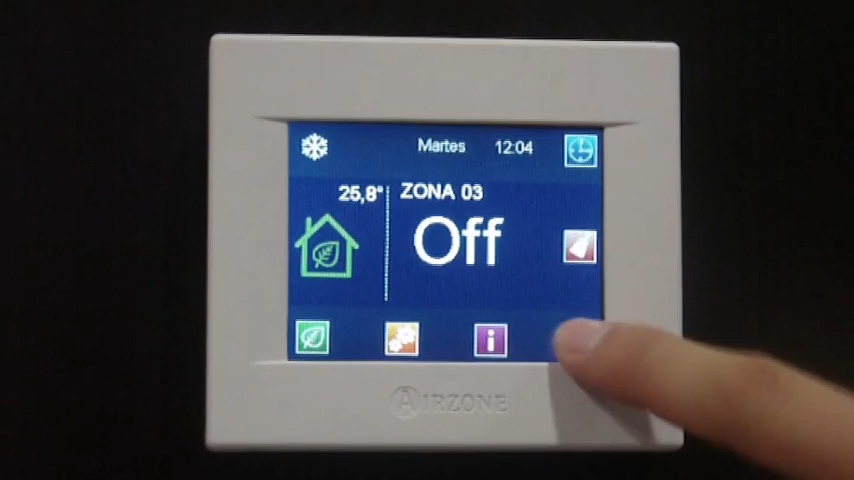 Martes 12:04
25,8° ZONA 03
Off
i
AIRZONE